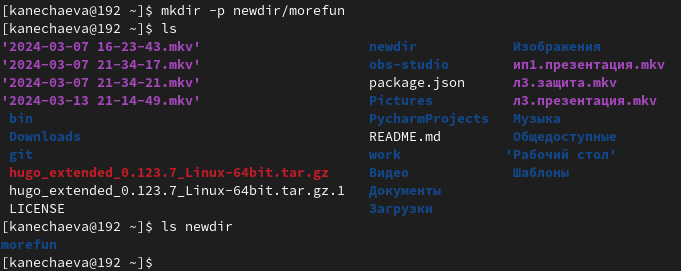 [kanechaeva@192 ~]$ mkdir -p newdir/morefun
[kanechaeva@192 ~]$ ls
'2024-03-07 16-23-43.mkv' newdir Изображения
'2024-03-07 21-34-17.mkv' obs-studio ип1.презентация.mkv
'2024-03-07 21-34-21.mkv' package.json л3.защита.mkv
'2024-03-13 21-14-49.mkv' Pictures л3.презентация.mkv
bin PycharmProjects Музыка
Downloads README.md Общедоступные
git work 'Рабочий стол'
hugo_extended_0.123.7_Linux-64bit.tar.gz Видео Шаблоны
hugo_extended_0.123.7_Linux-64bit.tar.gz.1 Документы
LICENSE Загрузки
[kanechaeva@192 ~]$ ls newdir
morefun
[kanechaeva@192 ~]$